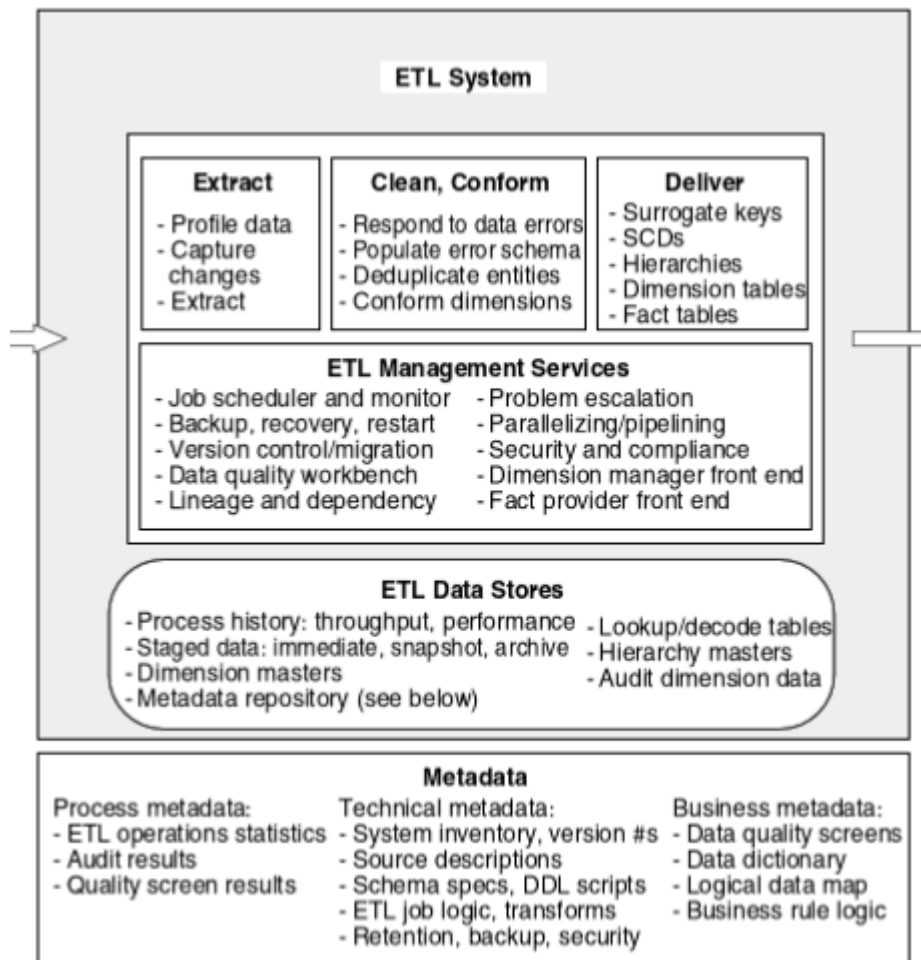 ETL System
Extract
- Profile data
- Capture
changes
- Extract
Clean, Conform
- Respond to data errors
- Populate error schema
- Deduplicate entities
- Conform dimensions
Deliver
- Surrogate keys
- SCDs
- Hierarchies
- Dimension tables
- Fact tables
ETL Management Services
- Job scheduler and monitor
- Backup, recovery, restart
- Version control/migration
- Data quality workbench
- Lineage and dependency
- Problem escalation
- Parallelizing/pipelining
- Security and compliance
- Dimension manager front end
- Fact provider front end
ETL Data Stores
- Process history: throughput, performance
- Staged data: immediate, snapshot, archive
- Dimension masters
- Metadata repository (see below)
- Lookup/decode tables
- Hierarchy masters
- Audit dimension data
Metadata
Process metadata:
- ETL operations statistics
- Audit results
- Quality screen results
Technical metadata:
- System inventory, version #s
- Source descriptions
- Schema specs, DDL scripts
- ETL job logic, transforms
- Retention, backup, security
Business metadata:
- Data quality screens
- Data dictionary
- Logical data map
- Business rule logic